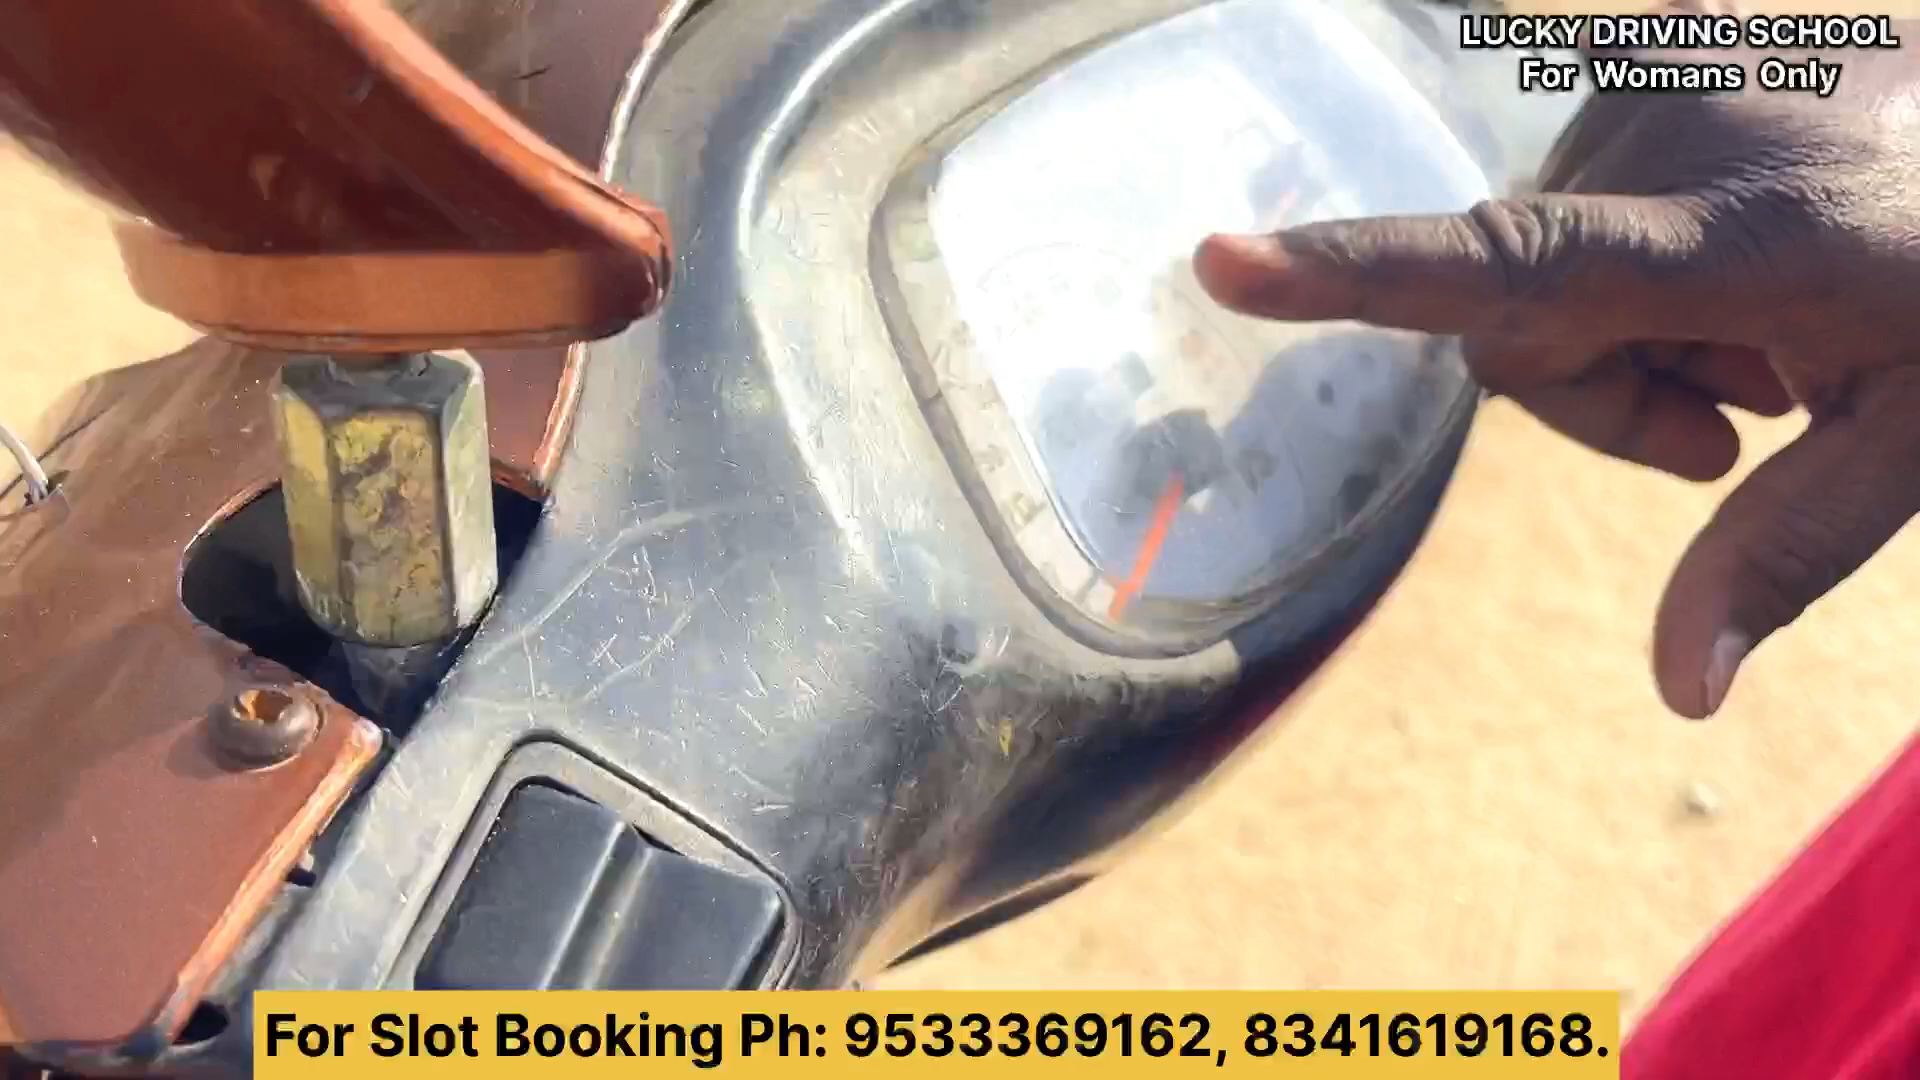 LUCKY DRIVING SCHOOL
For Womans Only
For Slot Booking Ph: 9533369162, 8341619168.